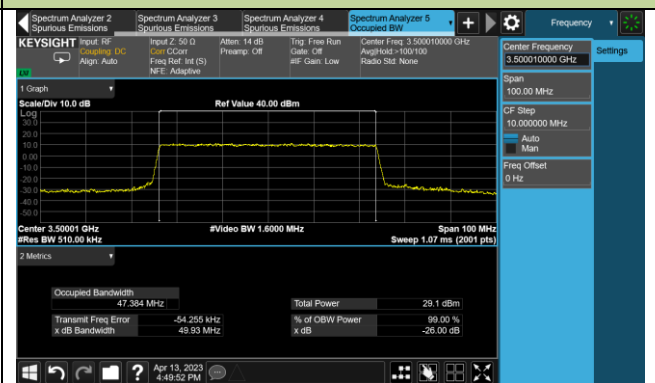 Spectrum Analyzer 2
Spurious Emissions
Spectrum Analyzer 3
Spurious Emissions
Spectrum Analyzer 4
Spurious Emissions
Spectrum Analyzer 5
Occupied BW
Frequency
KEYSIGHT
Input: RF
Coupling: DC
Align: Auto
Input Z: 50 Ω
Corr CCorr
Freq Ref: Int (S)
NFE: Adaptive
Atten: 14 dB
Preamp: Off
Trig: Free Run
Gate: Off
#IF Gain: Low
Center Freq: 3.500010000 GHz
Avg|Hold:>100/100
Radio Std: None
Center Frequency
3.500010000 GHz
Settings
Span
100.00 MHz
CF Step
10.000000 MHz
Auto
Man
Freq Offset
0 Hz
1 Graph
Scale/Div 10.0 dB
Ref Value 40.00 dBm
Log
30.0
20.0
10.0
0.00
-10.0
-20.0
-30.0
-40.0
-50.0
Center 3.50001 GHz
#Video BW 1.6000 MHz
Span 100 MHz
#Res BW 510.00 kHz
Sweep 1.07 ms (2001 pts)
2 Metrics
Occupied Bandwidth
47.384 MHz
Total Power
29.1 dBm
Transmit Freq Error
-54.255 kHz
% of OBW Power
99.00 %
x dB Bandwidth
49.93 MHz
x dB
-26.00 dB
Apr 13, 2023
4:49:52 PM